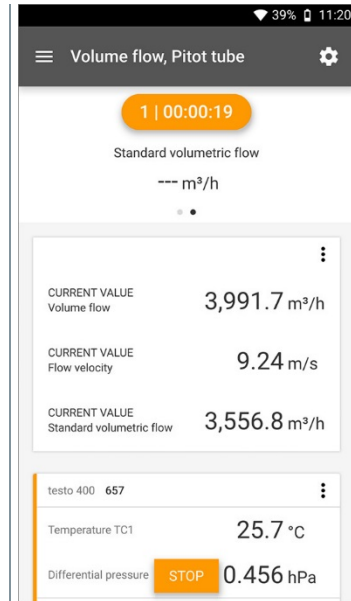 39% 11:20
Volume flow, Pitot tube
1 | 00:00:19
Standard volumetric flow
--- m³/h
CURRENT VALUE
Volume flow
3,991.7 m³/h
CURRENT VALUE
Flow velocity
9.24 m/s
CURRENT VALUE
Standard volumetric flow
3,556.8 m³/h
testo 400 657
Temperature TC1 25.7 °C
Differential pressure STOP 0.456 hPa